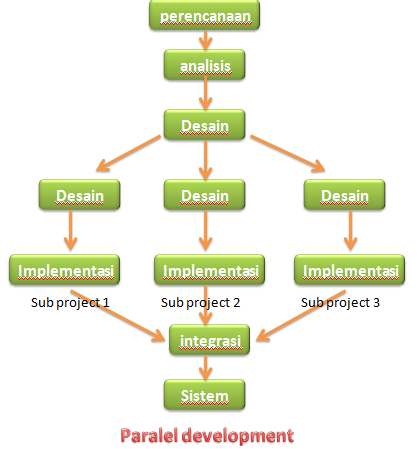 perencanaan
analisis
Desain
Desain
Desain
Desain
Implementasi
Implementasi
Implementasi
Sub project 1
Sub project 2
Sub project 3
integrasi
Sistem
Paralel development